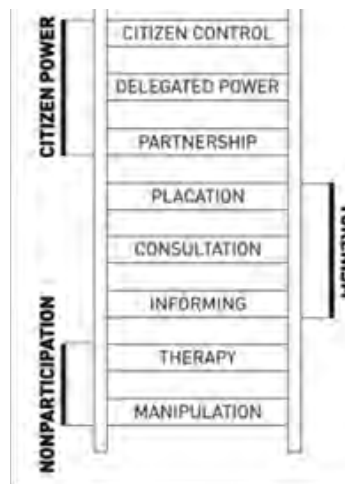 CITIZEN POWER
CITIZEN CONTROL
DELEGATED POWER
PARTNERSHIP
PLACATION
CONSULTATION
INFORMING
THERAPY
MANIPULATION
NONPARTICIPATION